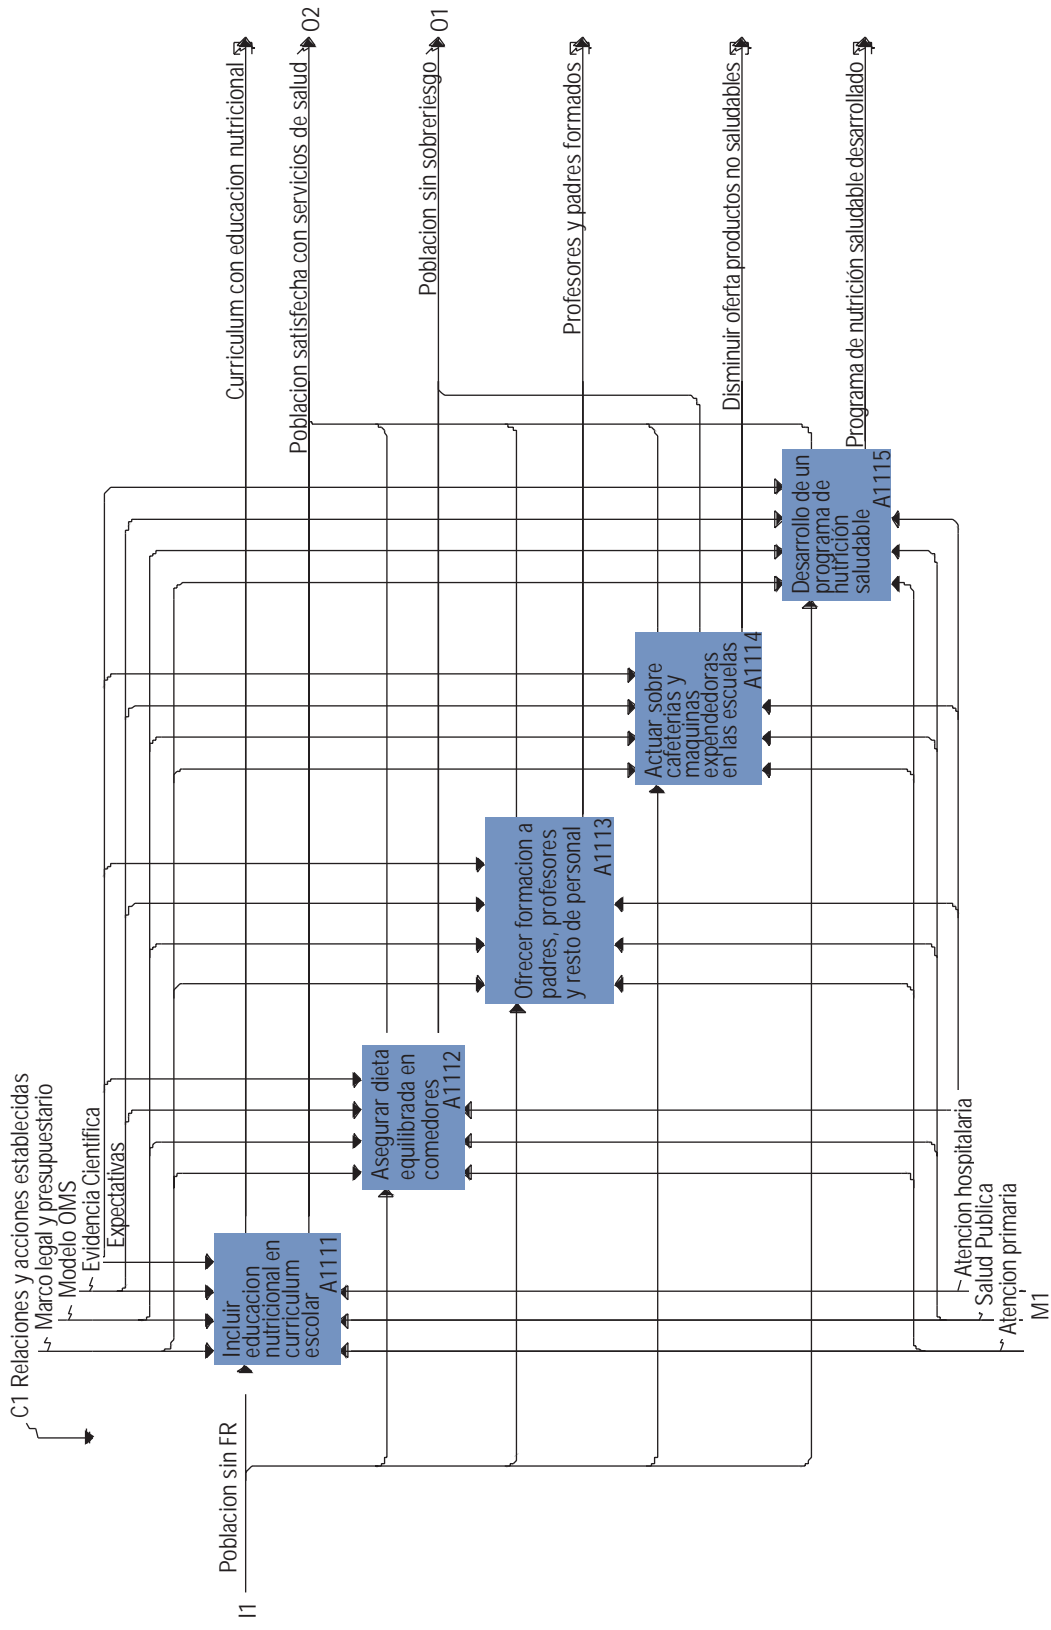 C1 Relaciones y acciones establecidas
Marco legal y presupuestario
Modelo OMS
Evidencia Cientifica
Expectativas
I1
Poblacion sin FR
Incluir
educacion
nutricional en
curriculum
escolar
A1111
Asegurar dieta
equilibrada en
comedores
A1112
Ofrecer formacion a
padres, profesores
y resto de personal
A1113
Actuar sobre
cafeterias y
maquinas
expendedoras
en las escuelas
A1114
Desarrollo de un
programa de
nutrición
saludable
A1115
Curriculum con educacion nutricional
Poblacion satisfecha con servicios de salud
O2
Poblacion sin sobreriesgo
O1
Profesores y padres formados
Disminuir oferta productos no saludables
Programa de nutrición saludable desarrollado
Atencion hospitalaria
Salud Publica
Atencion primaria
M1